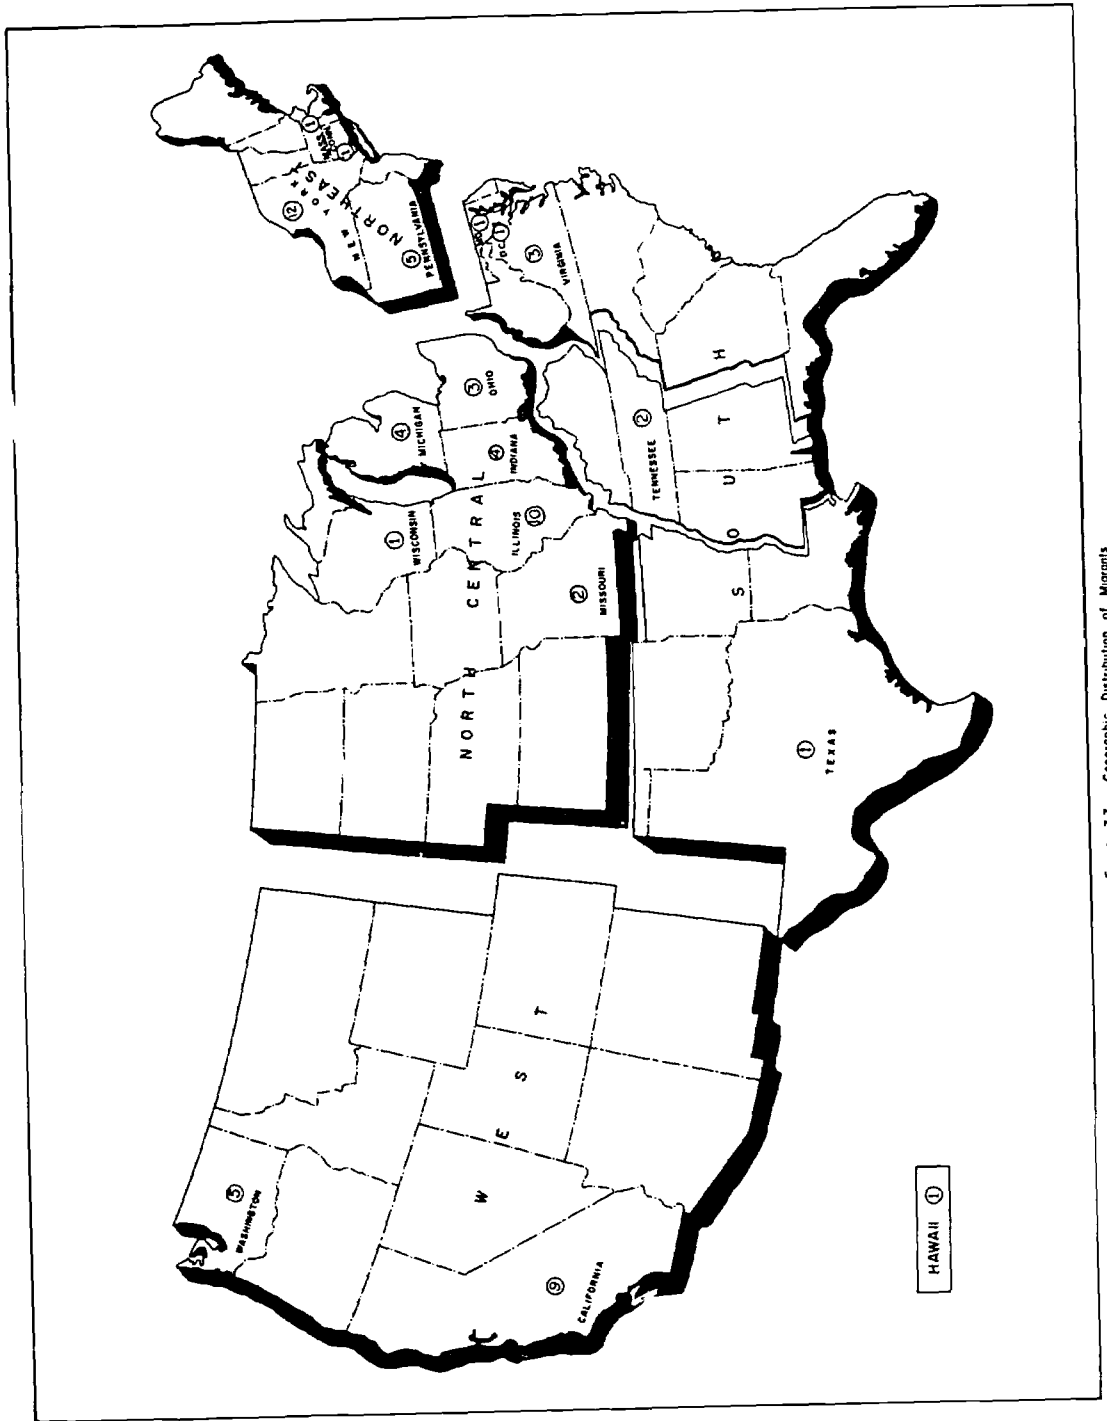 WASHINGTON
③
CALIFORNIA
⑨
WEST
HAWAII ①
NORTH CENTRAL
WISCONSIN
①
MICHIGAN
④
ILLINOIS
⑩
INDIANA
④
OHIO
③
MISSOURI
②
NORTHEAST
NEW YORK
⑫
PENNSYLVANIA
⑤
MASS
①
CONN
①
SOUTH
MD
①
DC
①
VIRGINIA
③
TENNESSEE
②
TEXAS
①
Geographic Distribution of Migrants